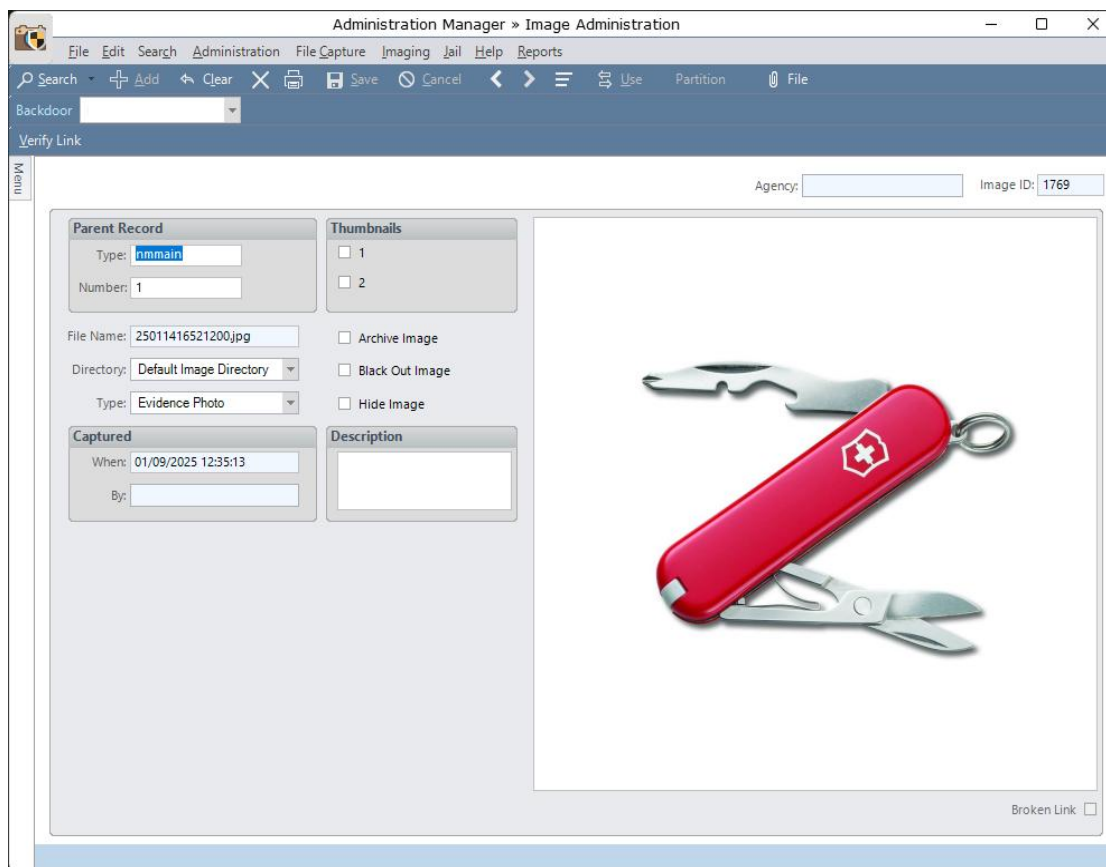 Administration Manager » Image Administration
File Edit Search Administration File Capture Imaging Jail Help Reports
Search Add Clear Save Cancel Use Partition File
Backdoor
Verify Link
Menu
Agency: Image ID: 1769
Parent Record Thumbnails
Type: nmmain 1
Number: 1 2
File Name: 25011416521200.jpg Archive Image
Directory: Default Image Directory Black Out Image
Type: Evidence Photo Hide Image
Captured Description
When: 01/09/2025 12:35:13
By:
Broken Link